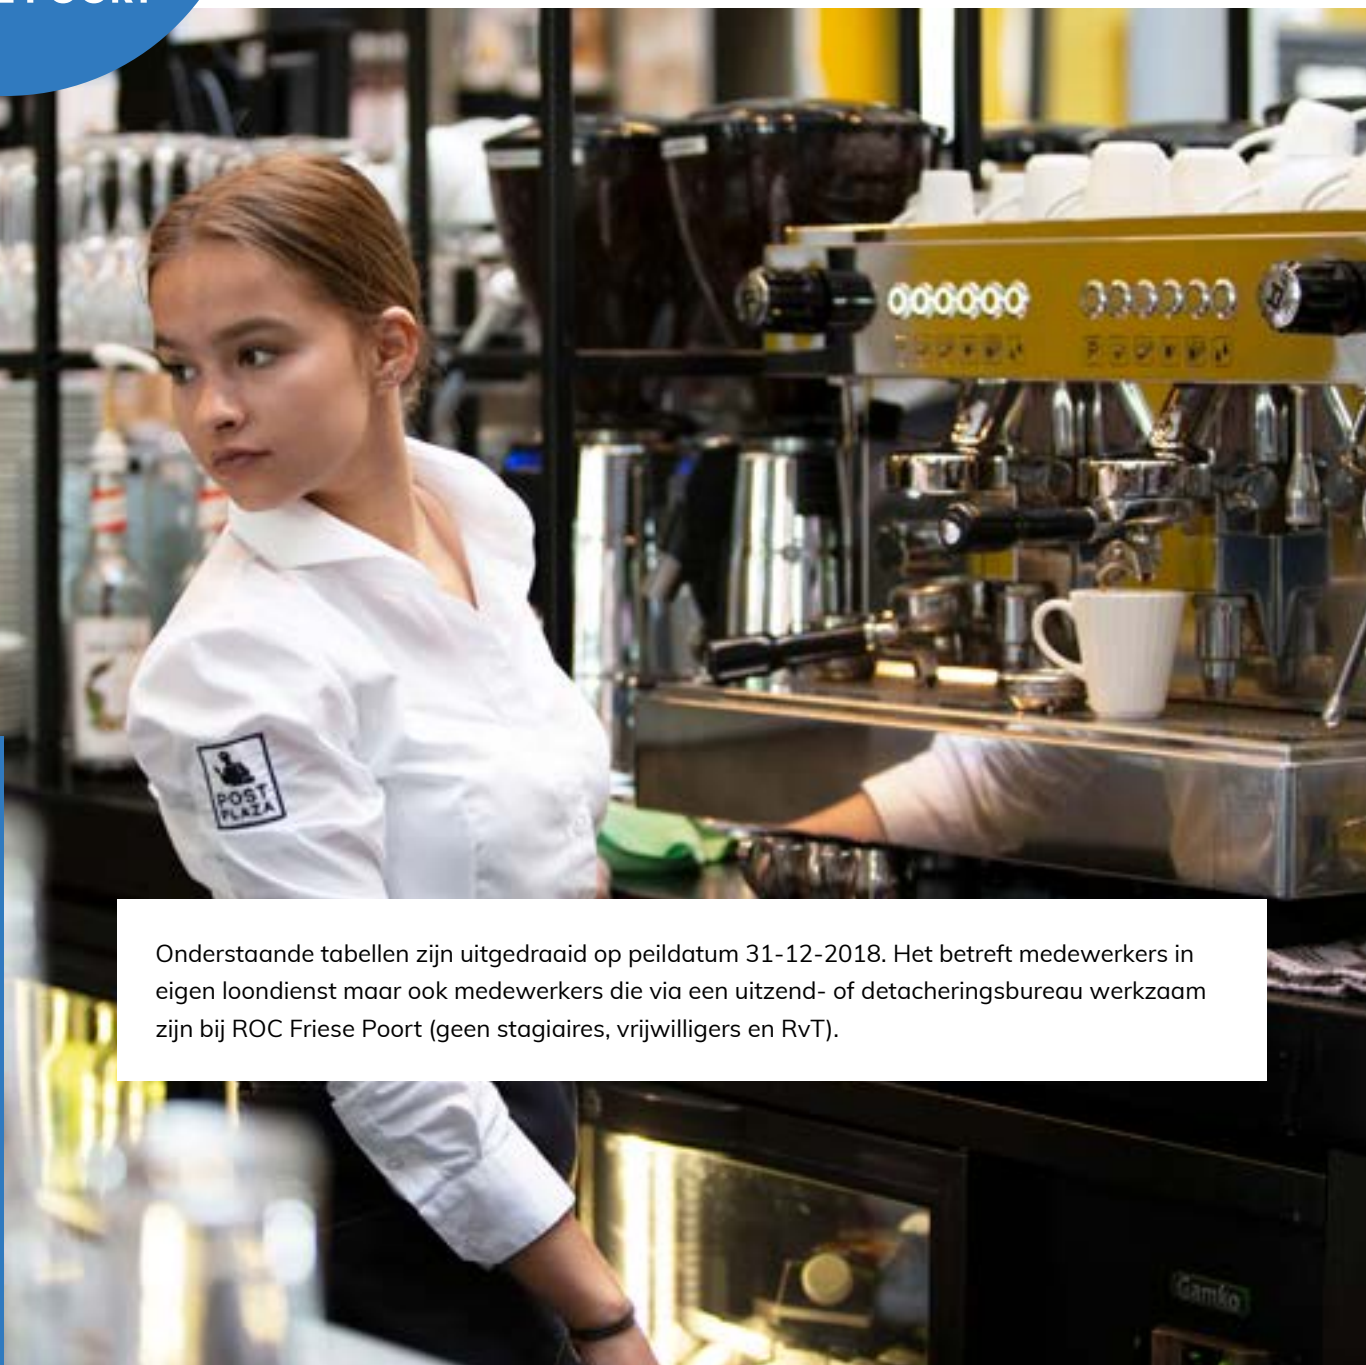 POST
PLAZA
Onderstaande tabellen zijn uitgedraaid op peildatum 31-12-2018. Het betreft medewerkers in
eigen loondienst maar ook medewerkers die via een uitzend- of detacheringsbureau werkzaam
zijn bij ROC Friese Poort (geen stagiaires, vrijwilligers en RvT).
Gamko